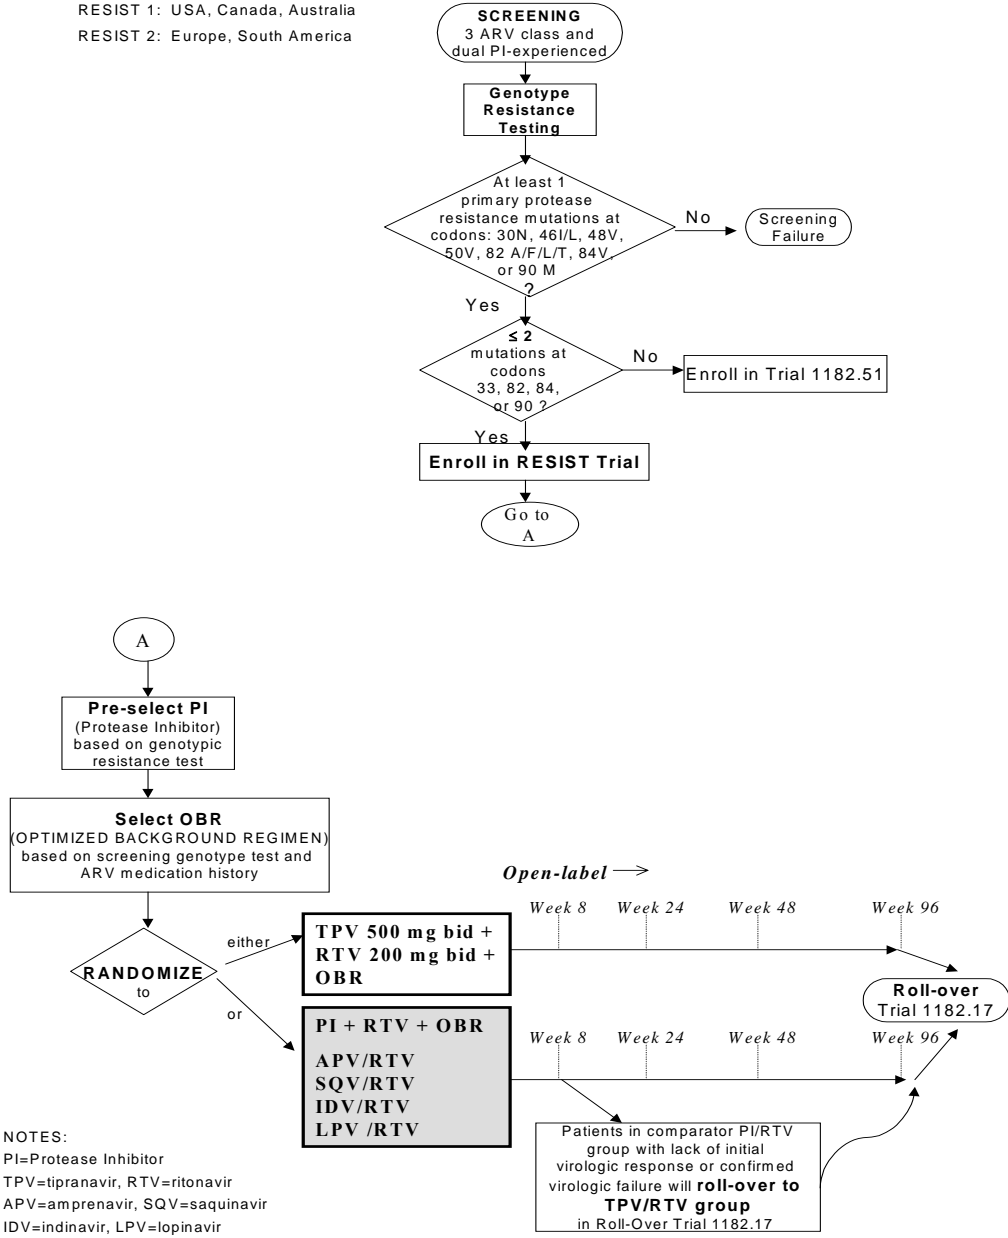 RESIST 1: USA, Canada, Australia
RESIST 2: Europe, South America
SCREENING
3 ARV class and
dual PI-experienced
Genotype
Resistance
Testing
At least 1
primary protease
resistance mutations at
codons: 30N, 46I/L, 48V,
50V, 82 A/F/L/T, 84V,
or 90 M
?
No
Screening
Failure
Yes
≤ 2
mutations at
codons
33, 82, 84,
or 90 ?
No
Enroll in Trial 1182.51
Yes
Enroll in RESIST Trial
Go to
A
A
Pre-select PI
(Protease Inhibitor)
based on genotypic
resistance test
Select OBR
(OPTIMIZED BACKGROUND REGIMEN)
based on screening genotype test and
ARV medication history
RANDOMIZE
to
either
or
Open-label
TPV 500 mg bid +
RTV 200 mg bid +
OBR
Week 8 Week 24 Week 48 Week 96
PI + RTV + OBR
APV/RTV
SQV/RTV
IDV/RTV
LPV /RTV
Week 8 Week 24 Week 48 Week 96
Roll-over
Trial 1182.17
Patients in comparator PI/RTV
group with lack of initial
virologic response or confirmed
virologic failure will roll-over to
TPV/RTV group
in Roll-Over Trial 1182.17
NOTES:
PI=Protease Inhibitor
TPV=tipranavir, RTV=ritonavir
APV=amprenavir, SQV=saquinavir
IDV=indinavir, LPV=lopinavir